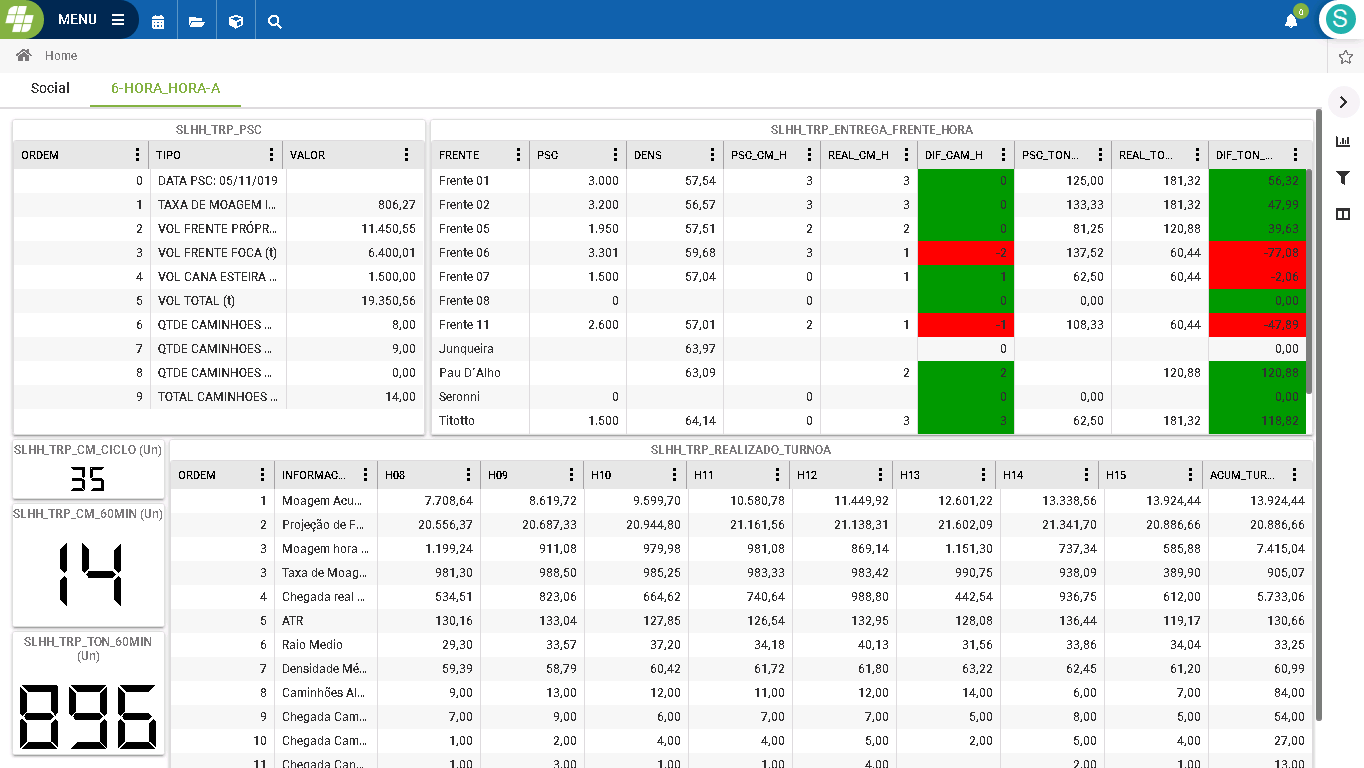 MENU
0
S
Home
Social 6-HORA_HORA-A
SLHH_TRP_PSC
ORDEM TIPO VALOR
0 DATA PSC: 05/11/019
1 TAXA DE MOAGEM I... 806,27
2 VOL FRENTE PRÓPR... 11.450,55
3 VOL FRENTE FOCA (t) 6.400,01
4 VOL CANA ESTEIRA ... 1.500,00
5 VOL TOTAL (t) 19.350,56
6 QTDE CAMINHOES ... 8,00
7 QTDE CAMINHOES ... 9,00
8 QTDE CAMINHOES ... 0,00
9 TOTAL CAMINHOES ... 14,00
SLHH_TRP_ENTREGA_FRENTE_HORA
FRENTE PSC DENS PSC_CM_H REAL_CM_H DIF_CAM_H PSC_TON... REAL_TO... DIF_TON_...
Frente 01 3.000 57,54 3 3 0 125,00 181,32 56,32
Frente 02 3.200 56,57 3 3 0 133,33 181,32 47,99
Frente 05 1.950 57,51 2 2 0 81,25 120,88 39,63
Frente 06 3.301 59,68 3 1 -2 137,52 60,44 -77,08
Frente 07 1.500 57,04 0 1 1 62,50 60,44 -2,06
Frente 08 0 0 0 0,00 0,00
Frente 11 2.600 57,01 2 1 -1 108,33 60,44 -47,89
Junqueira 63,97 0 0,00
Pau D´Alho 63,09 2 2 120,88 120,88
Seronni 0 0 0 0,00 0,00
Titotto 1.500 64,14 0 3 3 62,50 181,32 118,82
SLHH_TRP_CM_CICLO (Un)
35
SLHH_TRP_CM_60MIN (Un)
14
SLHH_TRP_TON_60MIN
(Un)
896
SLHH_TRP_REALIZADO_TURNOA
ORDEM INFORMAC... H08 H09 H10 H11 H12 H13 H14 H15 ACUM_TUR...
1 Moagem Acu... 7.708,64 8.619,72 9.599,70 10.580,78 11.449,92 12.601,22 13.338,56 13.924,44 13.924,44
2 Projeção de F... 20.556,37 20.687,33 20.944,80 21.161,56 21.138,31 21.602,09 21.341,70 20.886,66 20.886,66
3 Moagem hora ... 1.199,24 911,08 979,98 981,08 869,14 1.151,30 737,34 585,88 7.415,04
3 Taxa de Moag... 981,30 988,50 985,25 983,33 983,42 990,75 938,09 389,90 905,07
4 Chegada real ... 534,51 823,06 664,62 740,64 988,80 442,54 936,75 612,00 5.733,06
5 ATR 130,16 133,04 127,85 126,54 132,95 128,08 136,44 119,17 130,66
6 Raio Medio 29,30 33,57 37,20 34,18 40,13 31,56 33,86 34,04 33,25
7 Densidade Mé... 59,39 58,79 60,42 61,72 61,80 63,22 62,45 61,20 60,99
8 Caminhões Al... 9,00 13,00 12,00 11,00 12,00 14,00 6,00 7,00 84,00
9 Chegada Cam... 7,00 9,00 6,00 7,00 7,00 5,00 8,00 5,00 54,00
10 Chegada Cam... 1,00 2,00 4,00 4,00 5,00 2,00 5,00 4,00 27,00
11 Chegada Can... 1,00 3,00 1,00 1,00 4,00 2,00 1,00 13,00